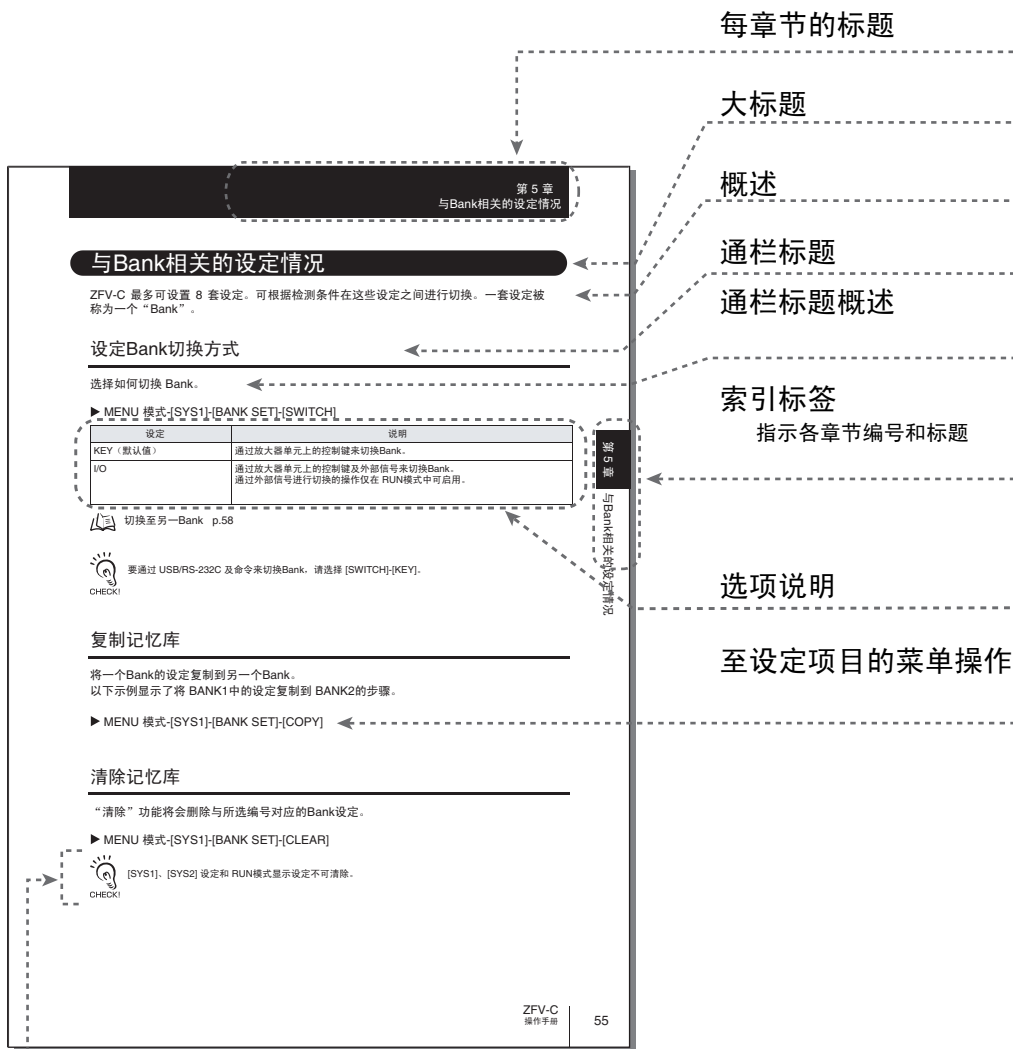 每章节的标题
大标题
概述
通栏标题
通栏标题概述
索引标签
指示各章节编号和标题
选项说明
至设定项目的菜单操作
第 5 章
与Bank相关的设定情况
与Bank相关的设定情况
ZFV-C 最多可设置 8 套设定。可根据检测条件在这些设定之间进行切换。一套设定被
称为一个“Bank”。
设定Bank切换方式
选择如何切换 Bank。
▶ MENU 模式-[SYS1]-[BANK SET]-[SWITCH]
设定 说明
KEY（默认值） 通过放大器单元上的控制键来切换Bank。
I/O 通过放大器单元上的控制键及外部信号来切换Bank。
通过外部信号进行切换的操作仅在 RUN模式中可启用。
切换至另一Bank p.58
要通过 USB/RS-232C 及命令来切换Bank，请选择 [SWITCH]-[KEY]。
CHECK!
第 5 章 与Bank相关的设定情况
复制记忆库
将一个Bank的设定复制到另一个Bank。
以下示例显示了将 BANK1中的设定复制到 BANK2的步骤。
▶ MENU 模式-[SYS1]-[BANK SET]-[COPY]
清除记忆库
“清除”功能将会删除与所选编号对应的Bank设定。
▶ MENU 模式-[SYS1]-[BANK SET]-[CLEAR]
[SYS1]、[SYS2] 设定和 RUN模式显示设定不可清除。
CHECK!
ZFV-C
操作手册
55